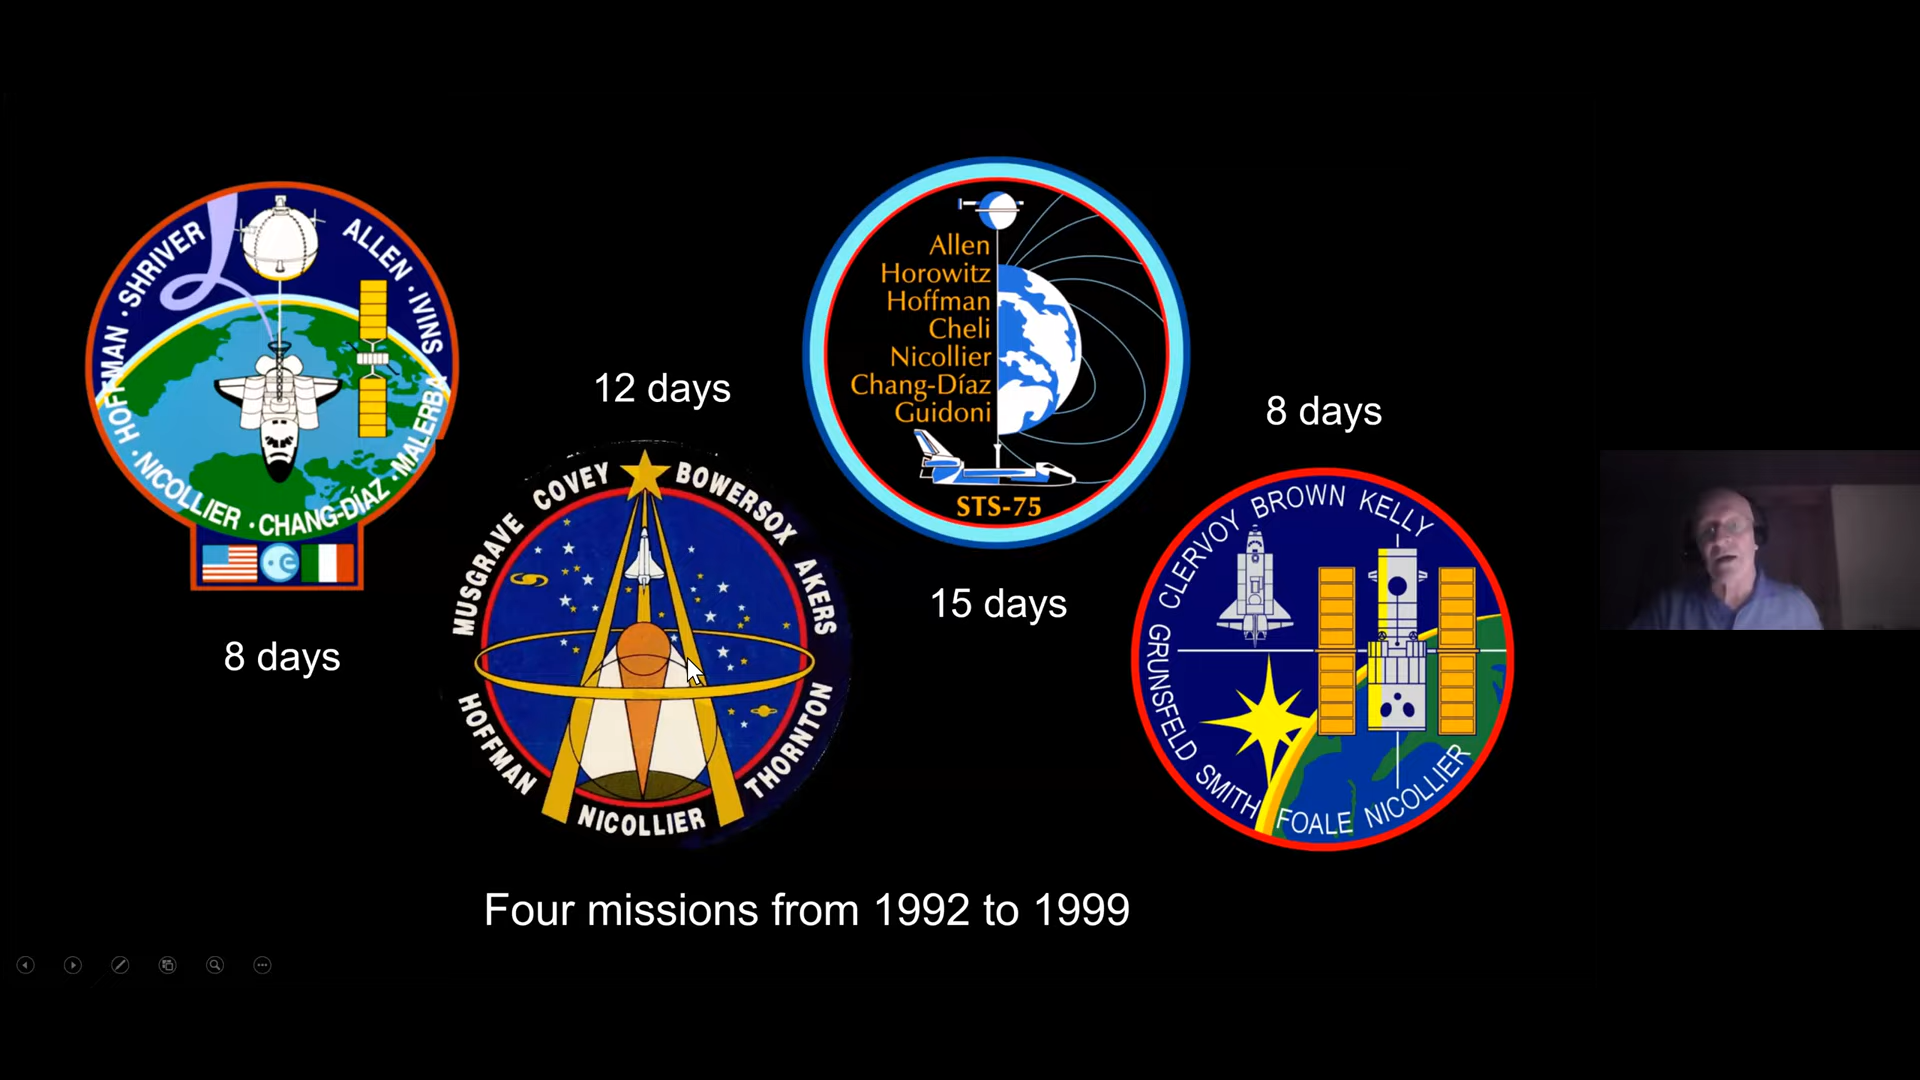 HOFFMAN · SHRIVER
ALLEN · IVINS
· NICOLLIER · CHANG-DÍAZ · MALERBA
8 days
12 days
MUSGRAVE COVEY BOWERSOX AKERS
HOFFMAN NICOLLIER THORNTON
Allen
Horowitz
Hoffman
Cheli
Nicollier
Chang-Díaz
Guidoni
STS-75
15 days
8 days
GRUNSFELD CLERVOY BROWN KELLY
SMITH FOALE NICOLLIER
Four missions from 1992 to 1999